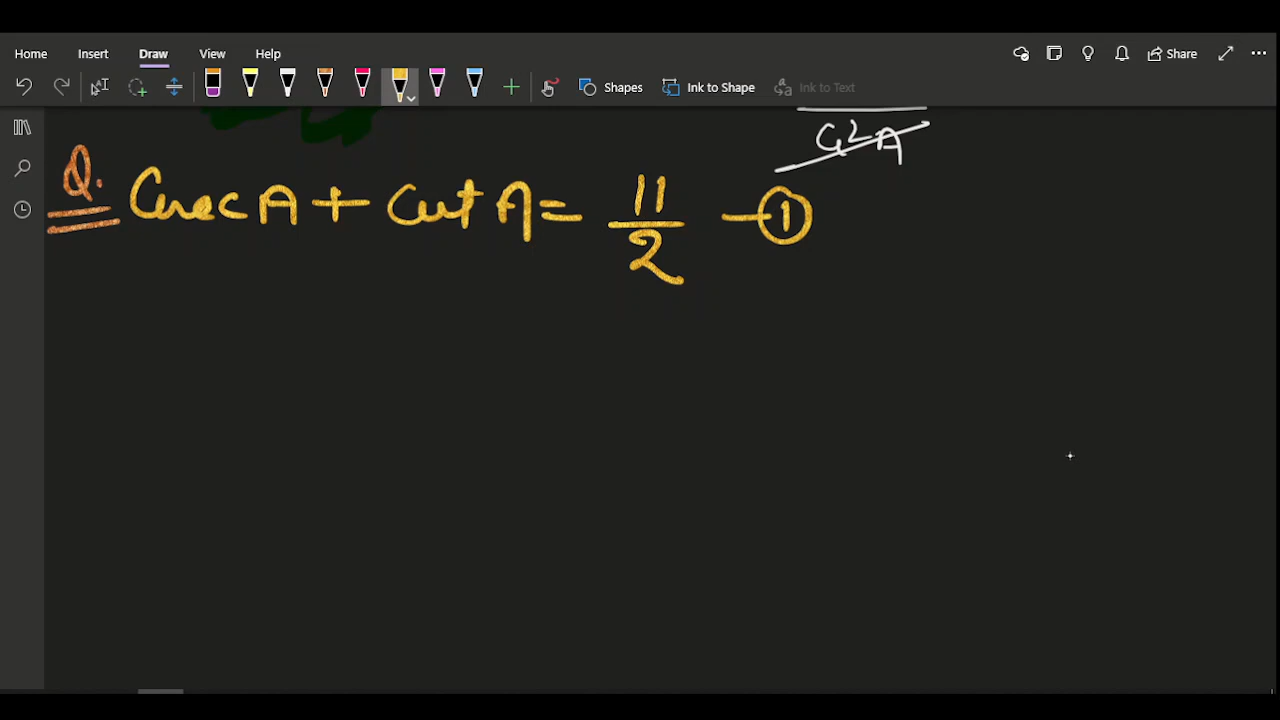 Home Insert Draw View Help Share
Shapes Ink to Shape Ink to Text
C²A
Q. Cosec A + Cot A = 11/2 - ①